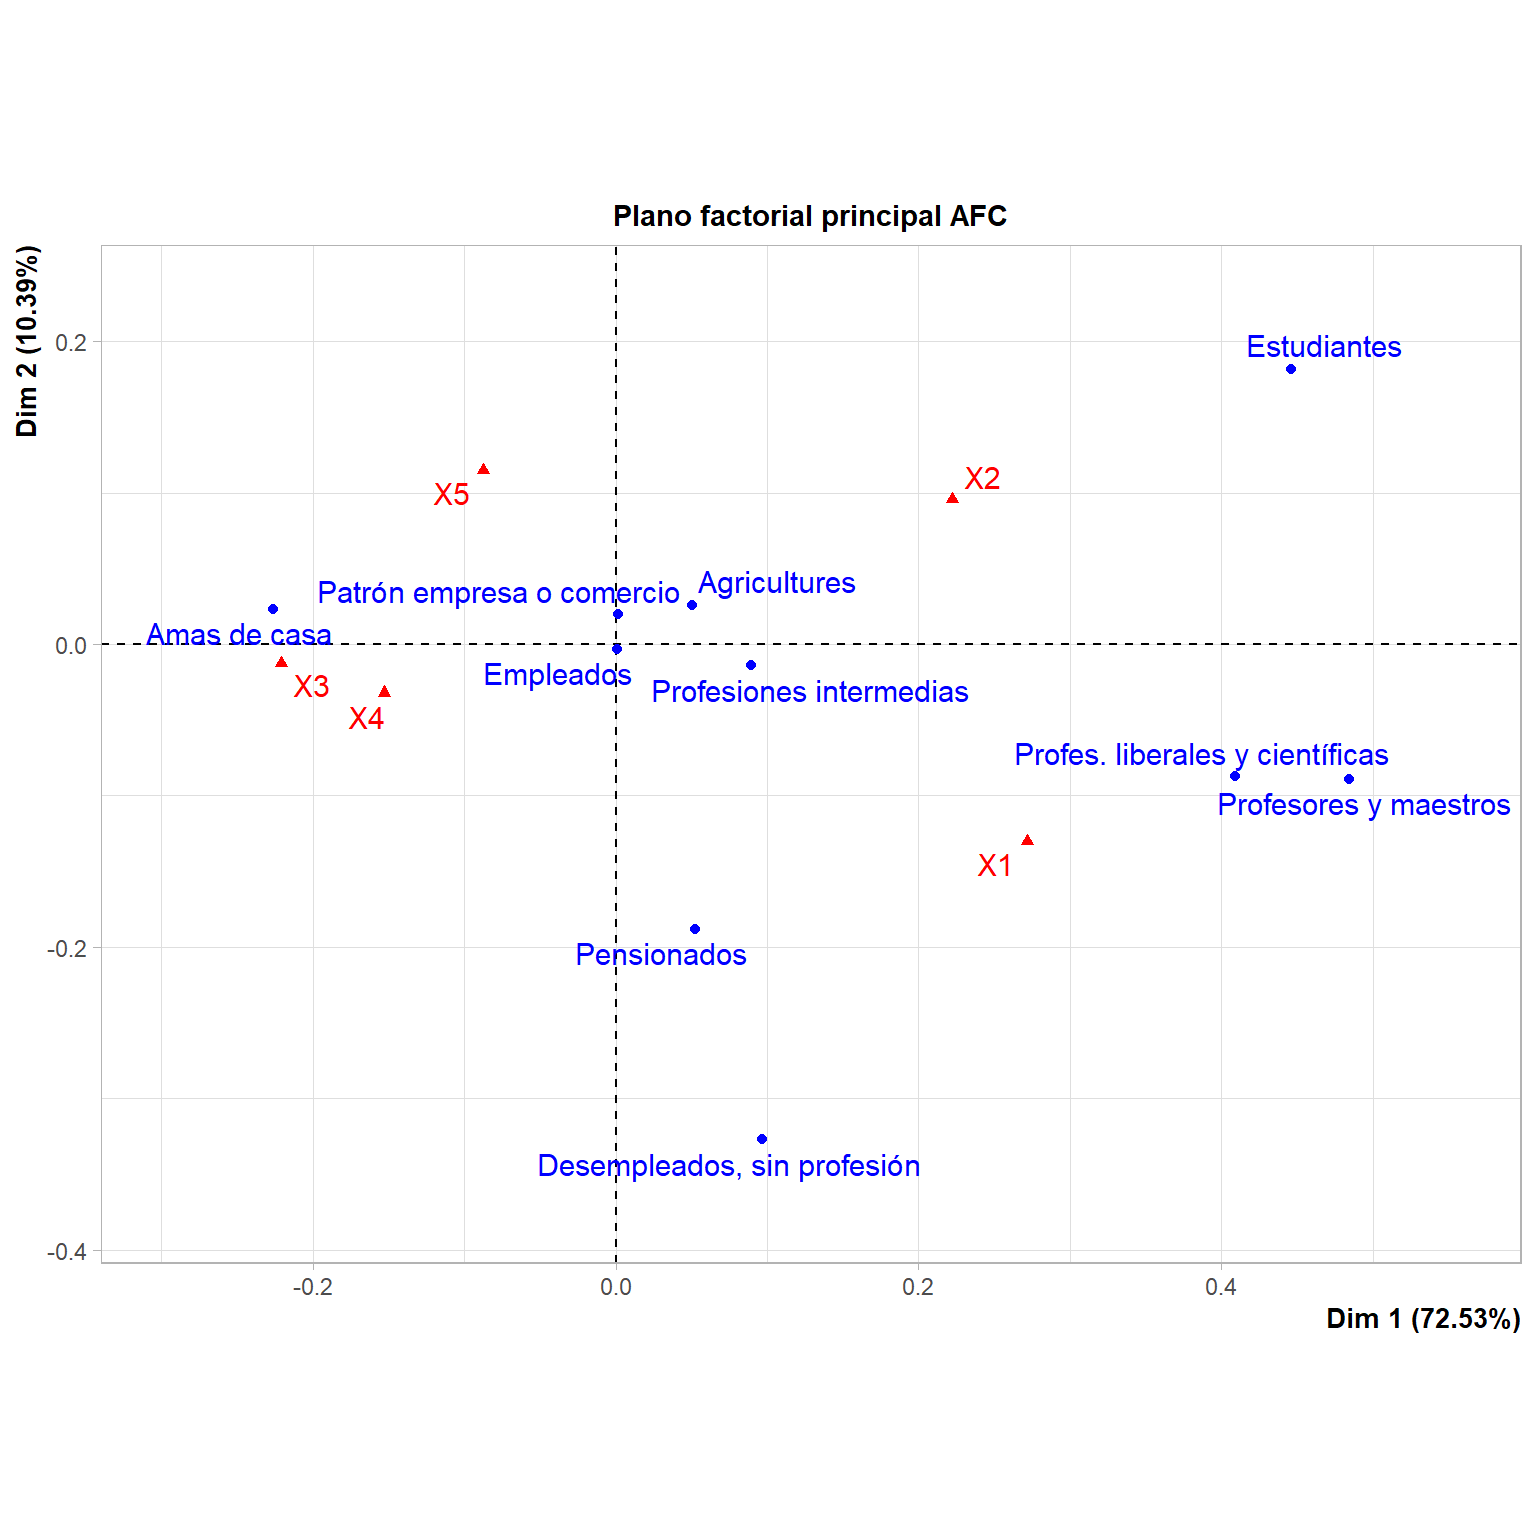 Plano factorial principal AFC
Dim 2 (10.39%)
0.2
0.0
-0.2
-0.4
Estudiantes
X2
X5
Agricultures
Patrón empresa o comercio
Amas de casa
Empleados
X3
Profesiones intermedias
X4
Profes. liberales y científicas
Profesores y maestros
X1
Pensionados
Desempleados, sin profesión
-0.2
0.0
0.2
0.4
Dim 1 (72.53%)